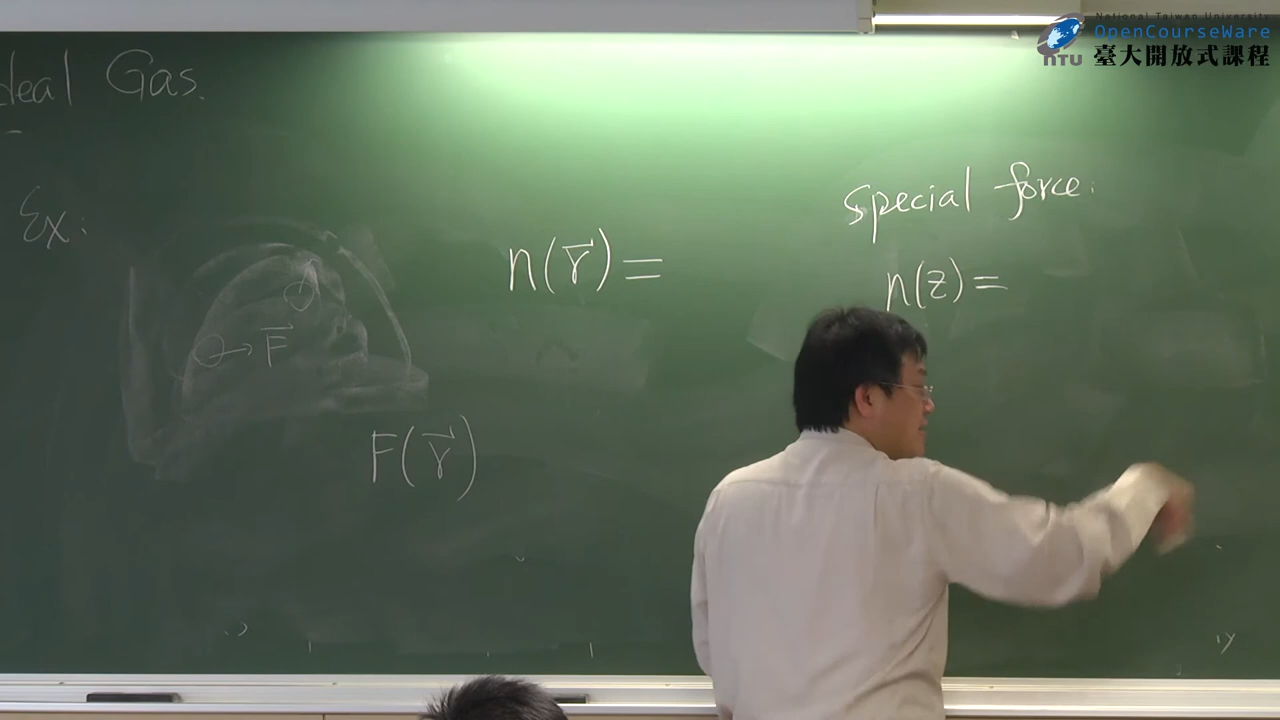 National Taiwan University
OpenCourseWare
NTU 臺大開放式課程
deal Gas.
Ex:
→ F⃗
F(r⃗)
n(r⃗) =
special force:
n(z) =